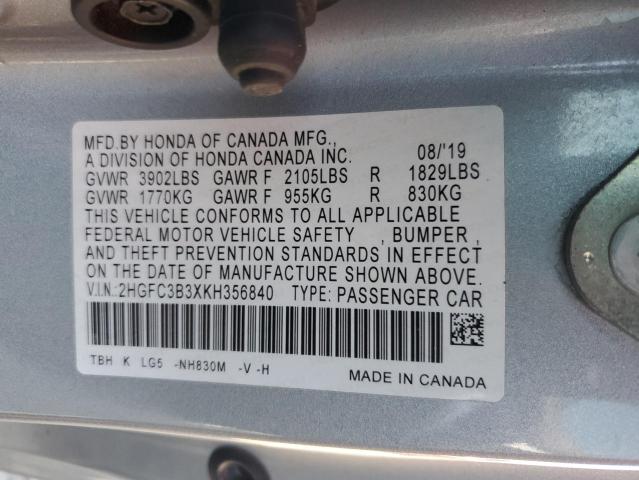 MFD.BY HONDA OF CANADA MFG.,
A DIVISION OF HONDA CANADA INC. 08/'19
GVWR 3902LBS GAWR F 2105LBS R 1829LBS
GVWR 1770KG GAWR F 955KG R 830KG
THIS VEHICLE CONFORMS TO ALL APPLICABLE
FEDERAL MOTOR VEHICLE SAFETY , BUMPER ,
AND THEFT PREVENTION STANDARDS IN EFFECT
ON THE DATE OF MANUFACTURE SHOWN ABOVE.
V.I.N.:2HGFC3B3XKH356840 TYPE: PASSENGER CAR
TBH K LG5 -NH830M -V -H
MADE IN CANADA